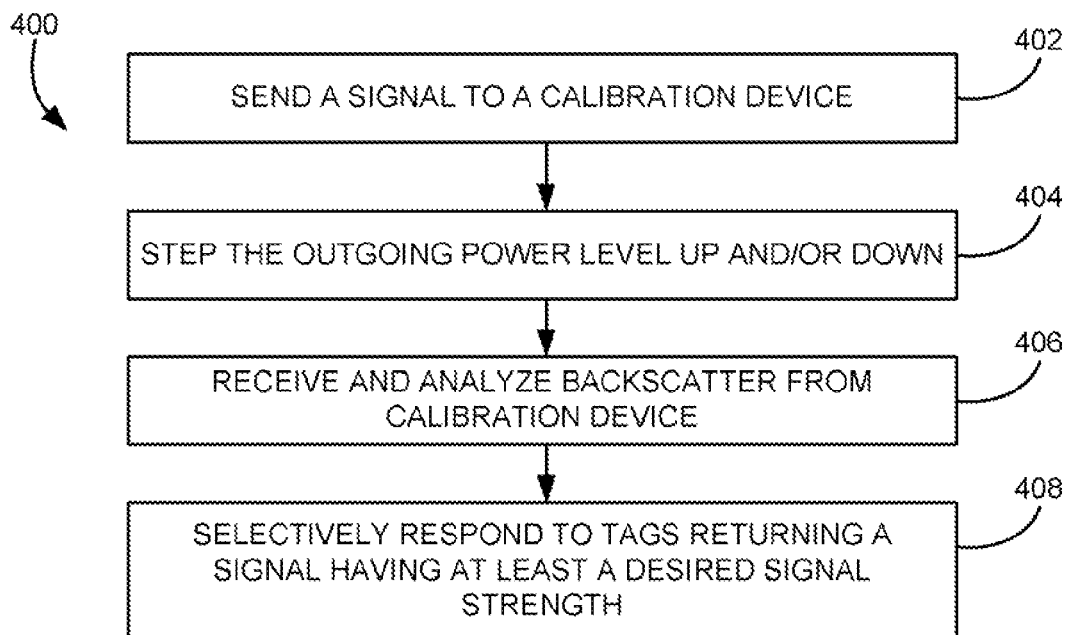 400
402
SEND A SIGNAL TO A CALIBRATION DEVICE
404
STEP THE OUTGOING POWER LEVEL UP AND/OR DOWN
406
RECEIVE AND ANALYZE BACKSCATTER FROM
CALIBRATION DEVICE
408
SELECTIVELY RESPOND TO TAGS RETURNING A
SIGNAL HAVING AT LEAST A DESIRED SIGNAL
STRENGTH